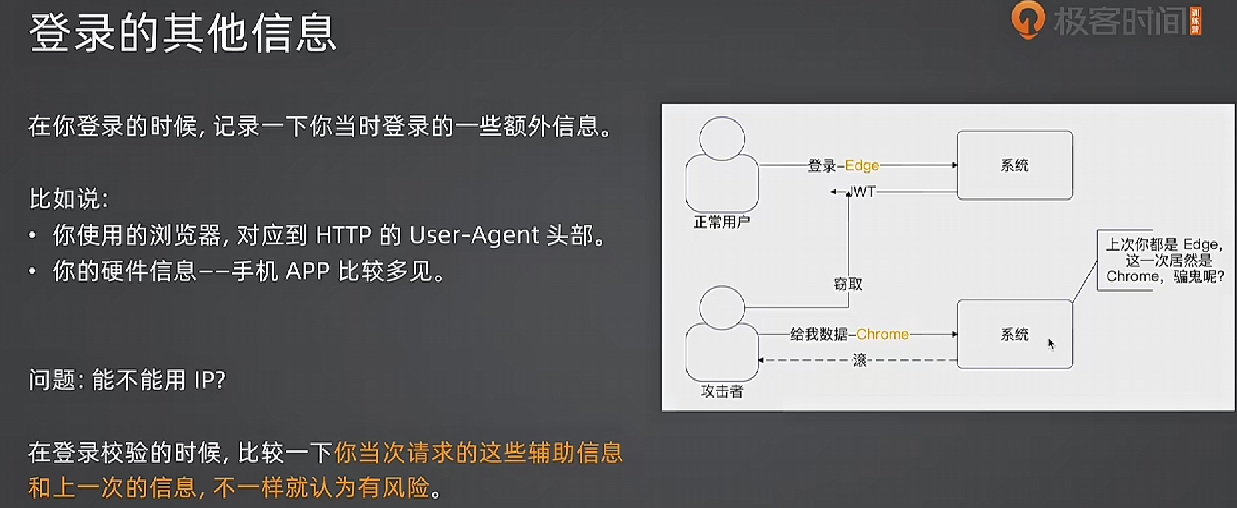 登录的其他信息
极客时间
训练营
在你登录的时候, 记录一下你当时登录的一些额外信息。
比如说:
• 你使用的浏览器, 对应到 HTTP 的 User-Agent 头部。
• 你的硬件信息——手机 APP 比较多见。
问题: 能不能用 IP?
在登录校验的时候, 比较一下你当次请求的这些辅助信息
和上一次的信息, 不一样就认为有风险。
登录-Edge
系统
JWT
正常用户
上次你都是 Edge,
这一次居然是
Chrome, 骗鬼呢?
窃取
给我数据-Chrome
系统
滚
攻击者